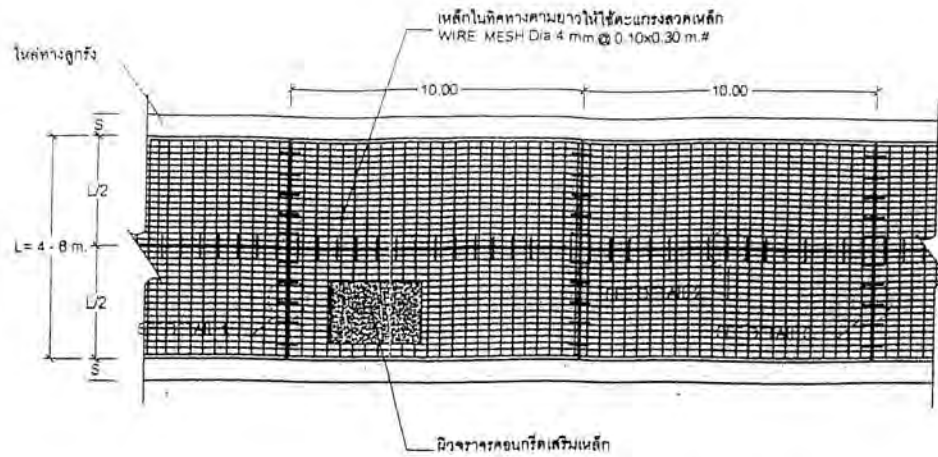 เหล็กในทิศทางตามยาวให้ใช้ตะแกรงลวดเหล็ก
WIRE MESH Dia 4 mm.@ 0.10x0.30 m.#
ไหล่ทางลูกรัง
10.00
10.00
S
L/2
L= 4 - 6 m.
L/2
S
ผิวจราจรคอนกรีตเสริมเหล็ก